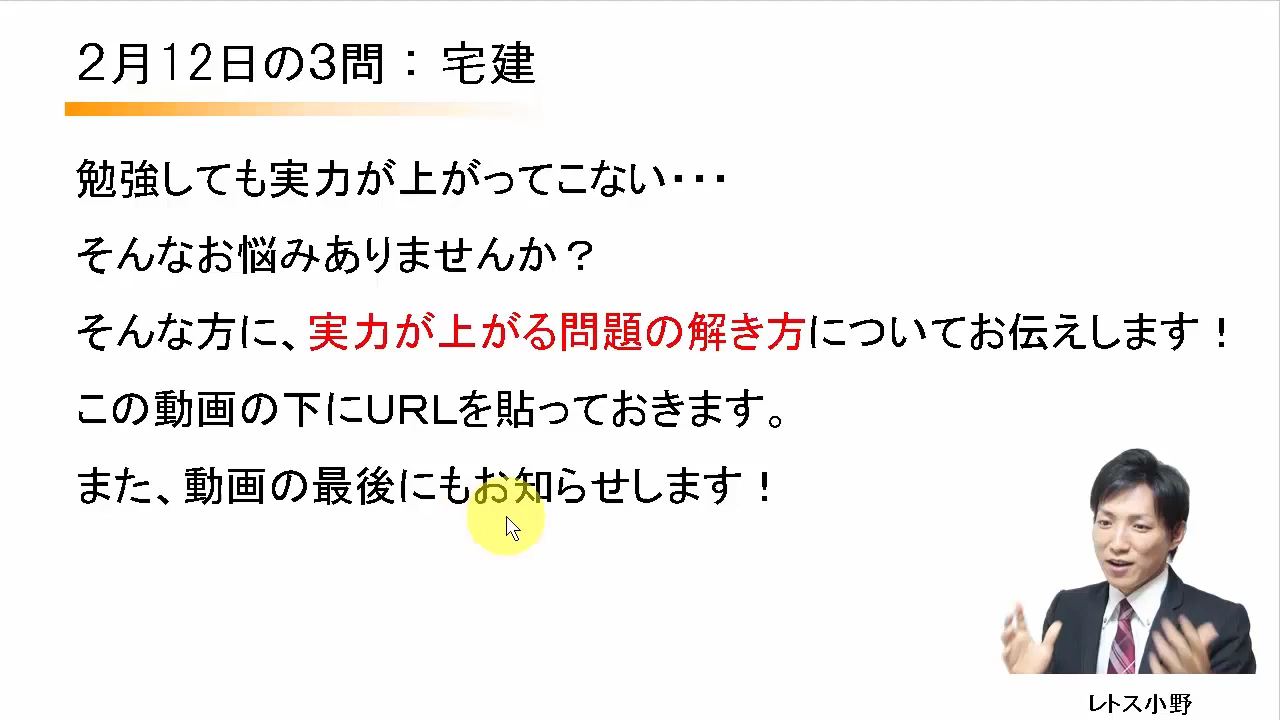 ２月12日の３問：宅建
勉強しても実力が上がってこない・・・
そんなお悩みありませんか？
そんな方に、実力が上がる問題の解き方についてお伝えします！
この動画の下にＵＲＬを貼っておきます。
また、動画の最後にもお知らせします！
レトス小野